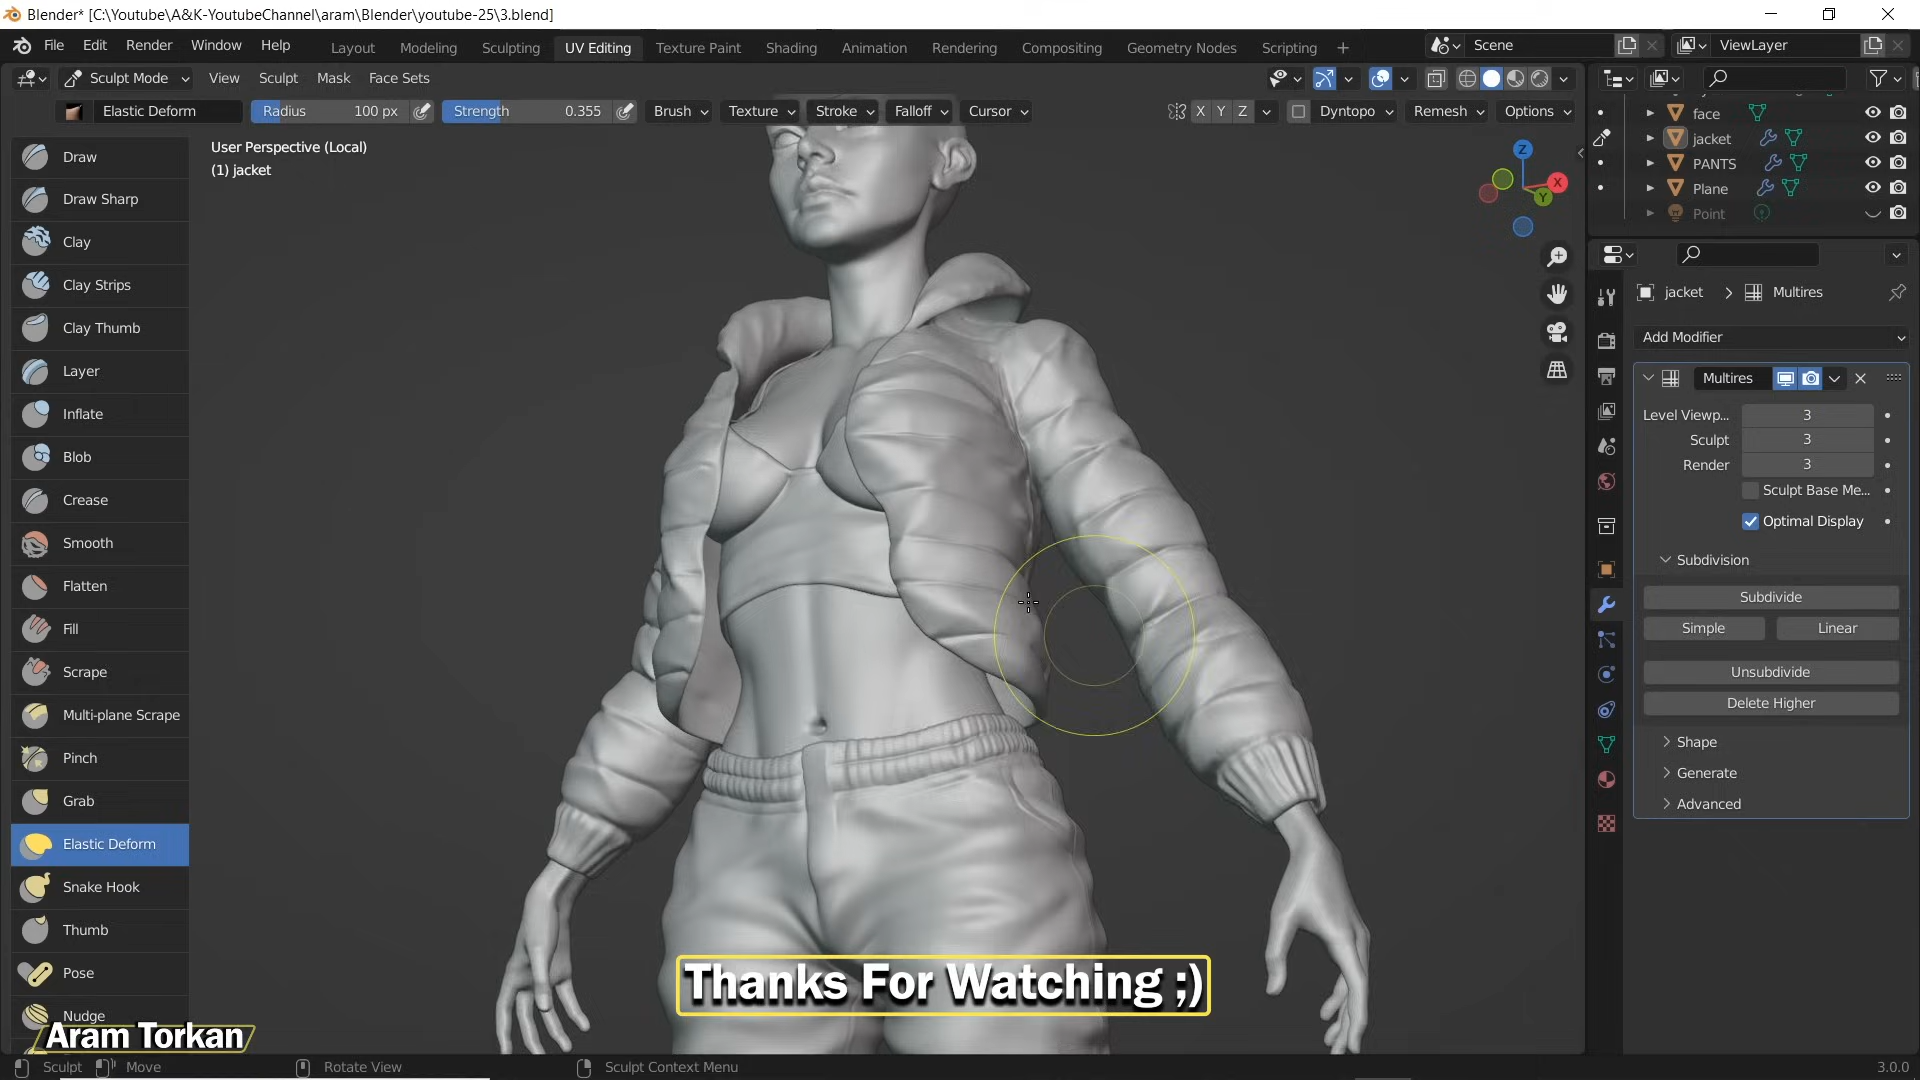 Blender* [C:\Youtube\A&K-YoutubeChannel\aram\Blender\youtube-25\3.blend]
File Edit Render Window Help Layout Modeling Sculpting UV Editing Texture Paint Shading Animation Rendering Compositing Geometry Nodes Scripting + Scene ViewLayer
Sculpt Mode View Sculpt Mask Face Sets
Elastic Deform Radius 100 px Strength 0.355 Brush Texture Stroke Falloff Cursor X Y Z Dyntopo Remesh Options
User Perspective (Local)
(1) jacket
Draw
Draw Sharp
Clay
Clay Strips
Clay Thumb
Layer
Inflate
Blob
Crease
Smooth
Flatten
Fill
Scrape
Multi-plane Scrape
Pinch
Grab
Elastic Deform
Snake Hook
Thumb
Pose
Nudge
Z
X
Y
face
jacket
PANTS
Plane
Point
jacket > Multires
Add Modifier
Multires
Level Viewp... 3
Sculpt 3
Render 3
Sculpt Base Me...
Optimal Display
Subdivision
Subdivide
Simple Linear
Unsubdivide
Delete Higher
Shape
Generate
Advanced
Thanks For Watching ;)
Aram Torkan
Sculpt Move Rotate View Sculpt Context Menu 3.0.0